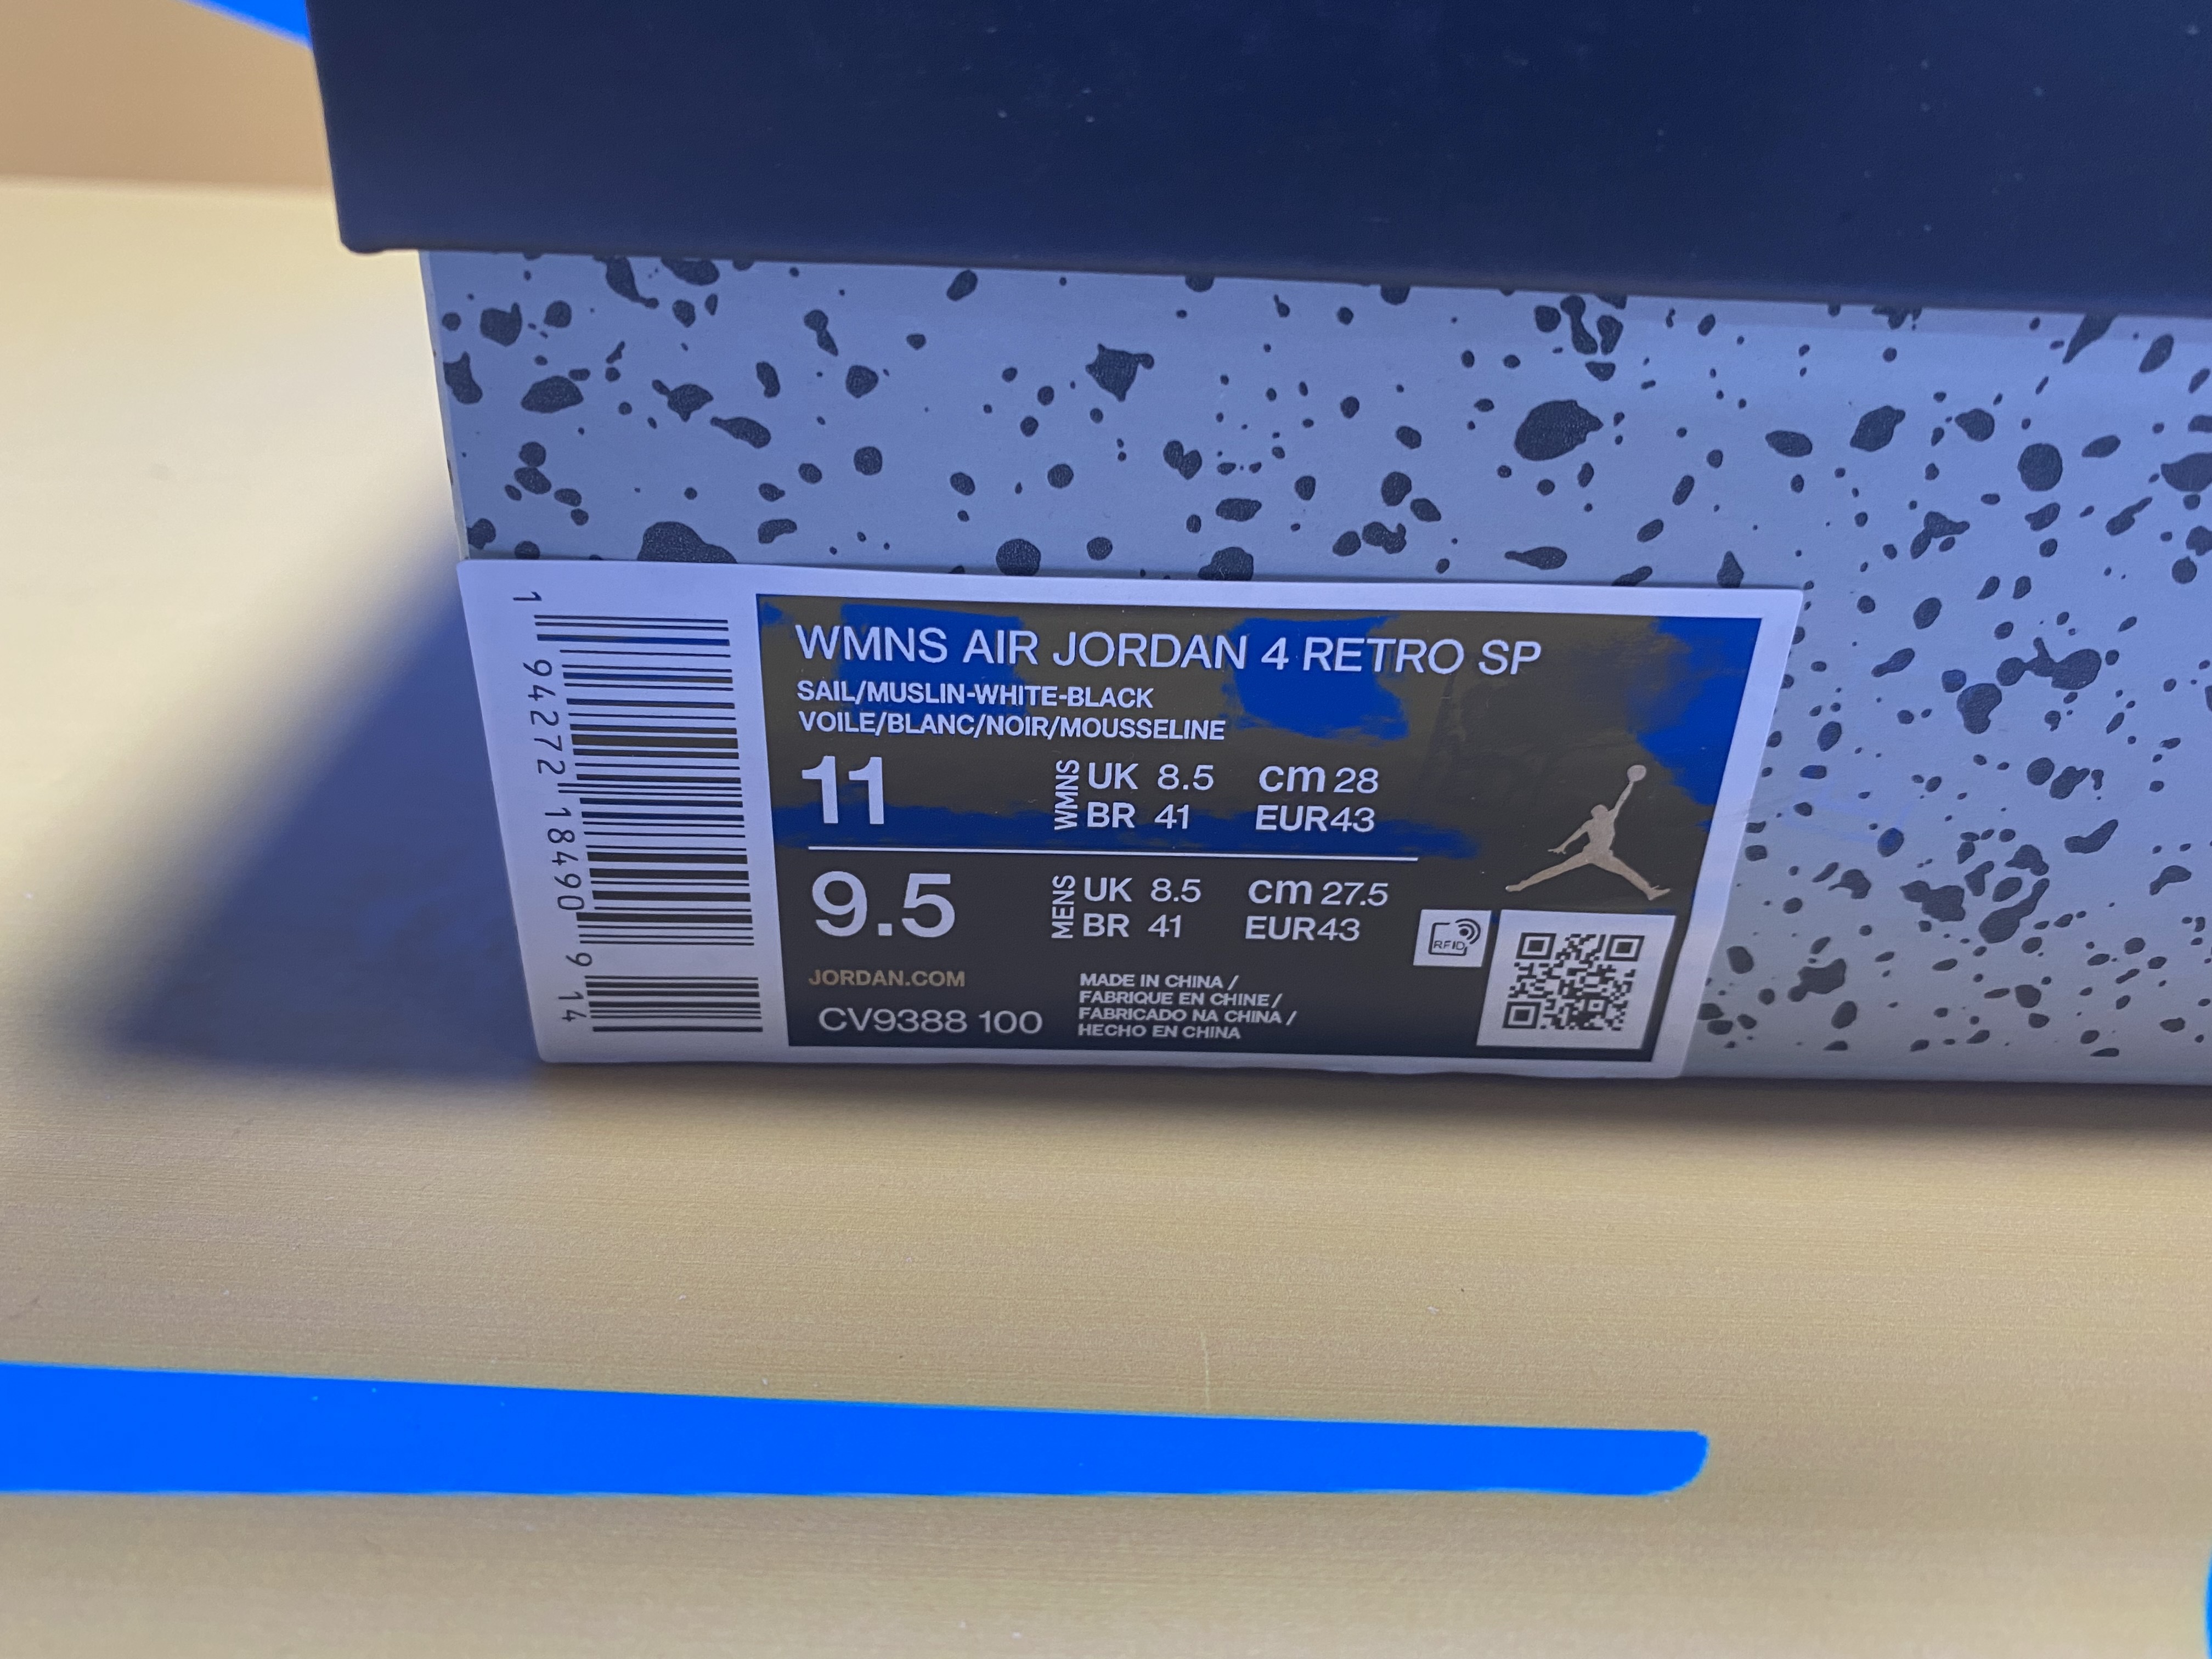 WMNS AIR JORDAN 4 RETRO SP
SAIL/MUSLIN-WHITE-BLACK
VOILE/BLANC/NOIR/MOUSSELINE
11 WMNS UK 8.5 cm 28
BR 41 EUR43
9.5 MENS UK 8.5 cm 27.5
BR 41 EUR43
RFID
JORDAN.COM
CV9388 100
MADE IN CHINA /
FABRIQUE EN CHINE /
FABRICADO NA CHINA /
HECHO EN CHINA
1 94272 18490 9 14